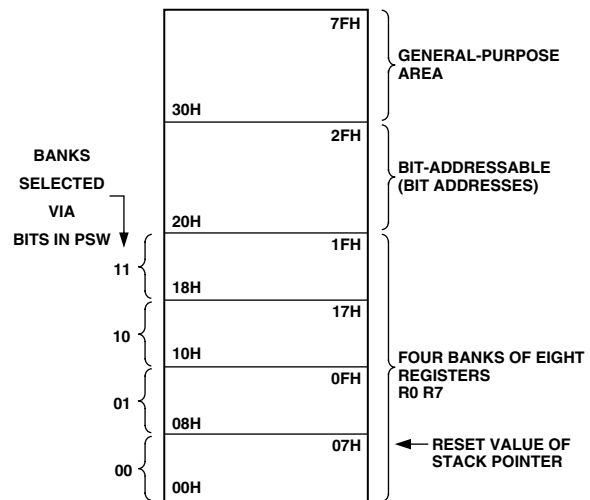 7FH
GENERAL-PURPOSE
AREA
30H
2FH
BANKS
SELECTED
VIA
BITS IN PSW
BIT-ADDRESSABLE
(BIT ADDRESSES)
20H
1FH
11
18H
17H
10
10H
FOUR BANKS OF EIGHT
REGISTERS
R0 R7
0FH
01
08H
07H
RESET VALUE OF
STACK POINTER
00
00H